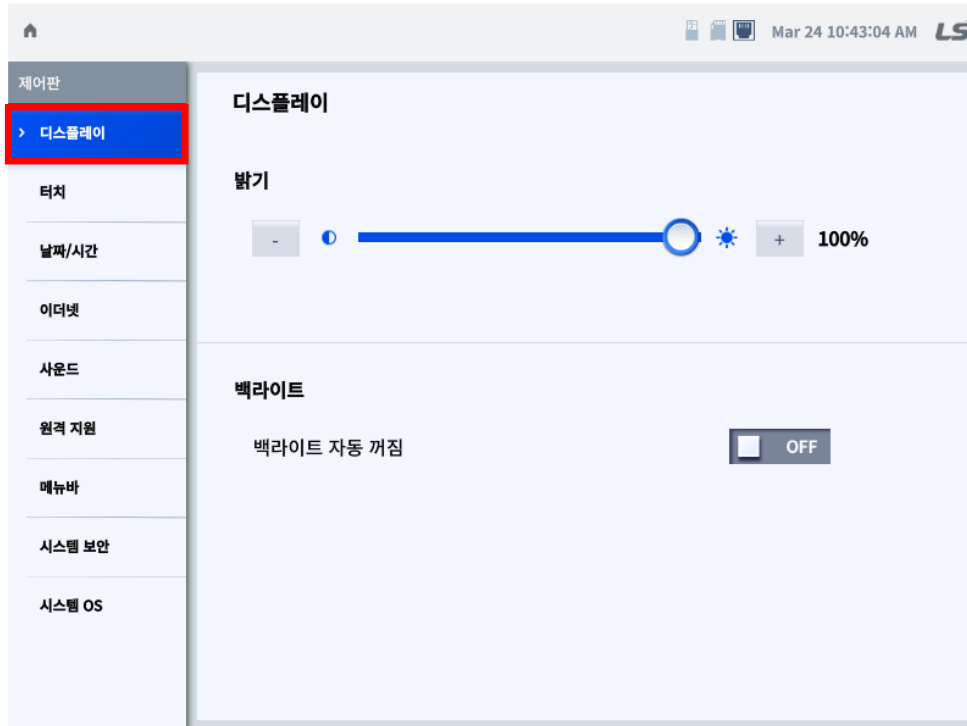 Mar 24 10:43:04 AM LS
제어판
디스플레이
터치
날짜/시간
이더넷
사운드
원격 지원
메뉴바
시스템 보안
시스템 OS
디스플레이
밝기
- + 100%
백라이트
백라이트 자동 꺼짐 OFF